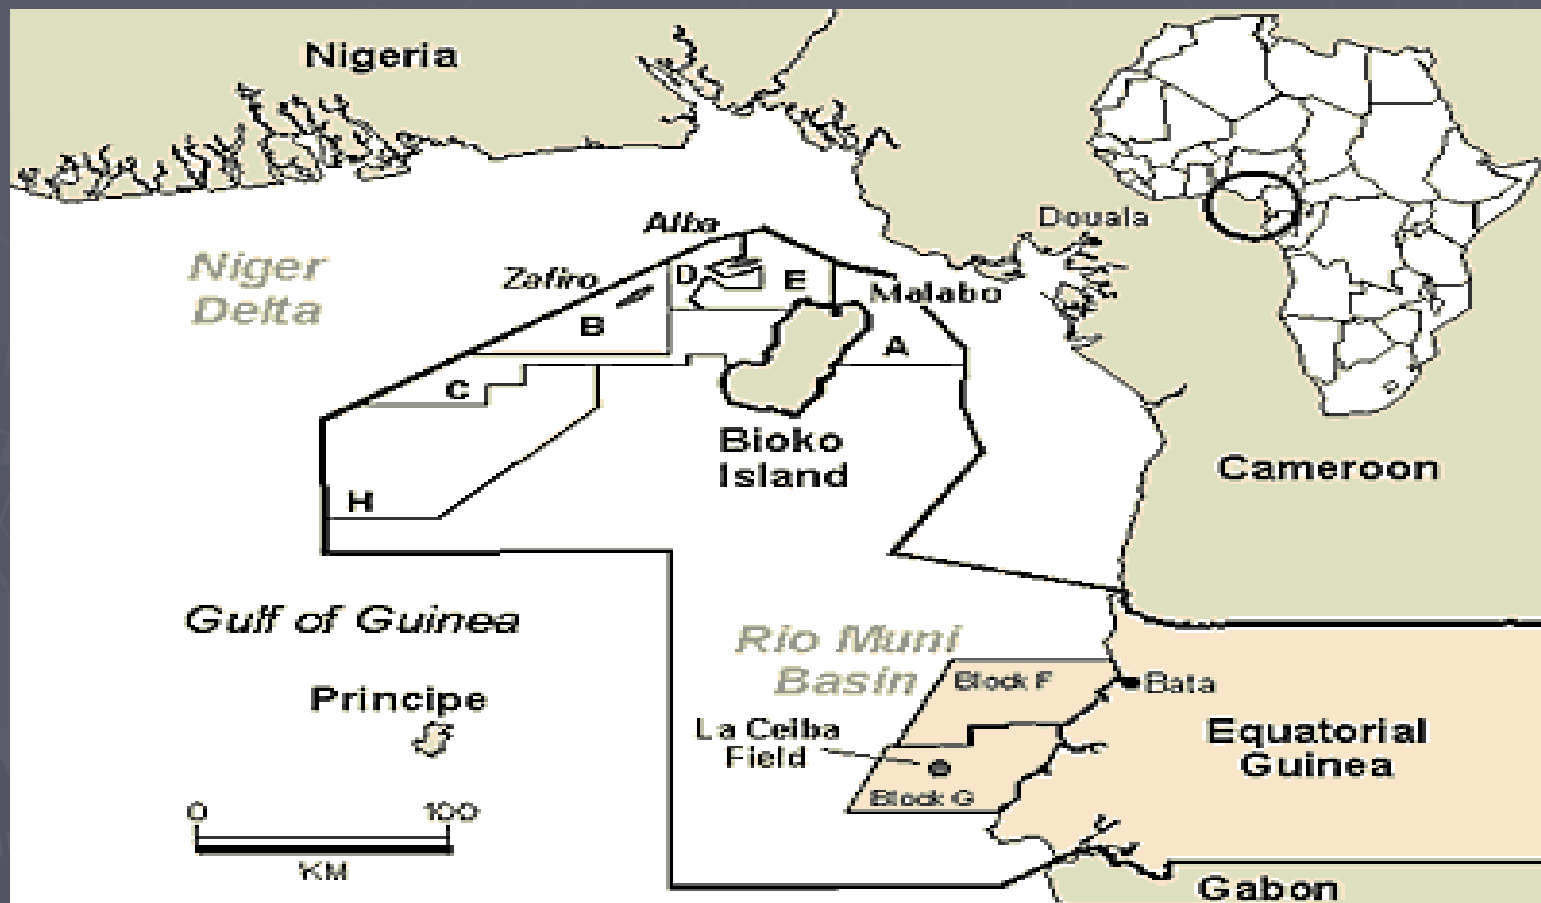 Nigeria
Douala
Alba
Niger
Delta
Zafiro
D
E
Malabo
B
A
C
Bioko
Island
Cameroon
H
Gulf of Guinea
Rio Muni
Basin
Block F
Bata
Principe
La Ceiba
Field
Equatorial
Guinea
Block G
0
100
KM
Gabon